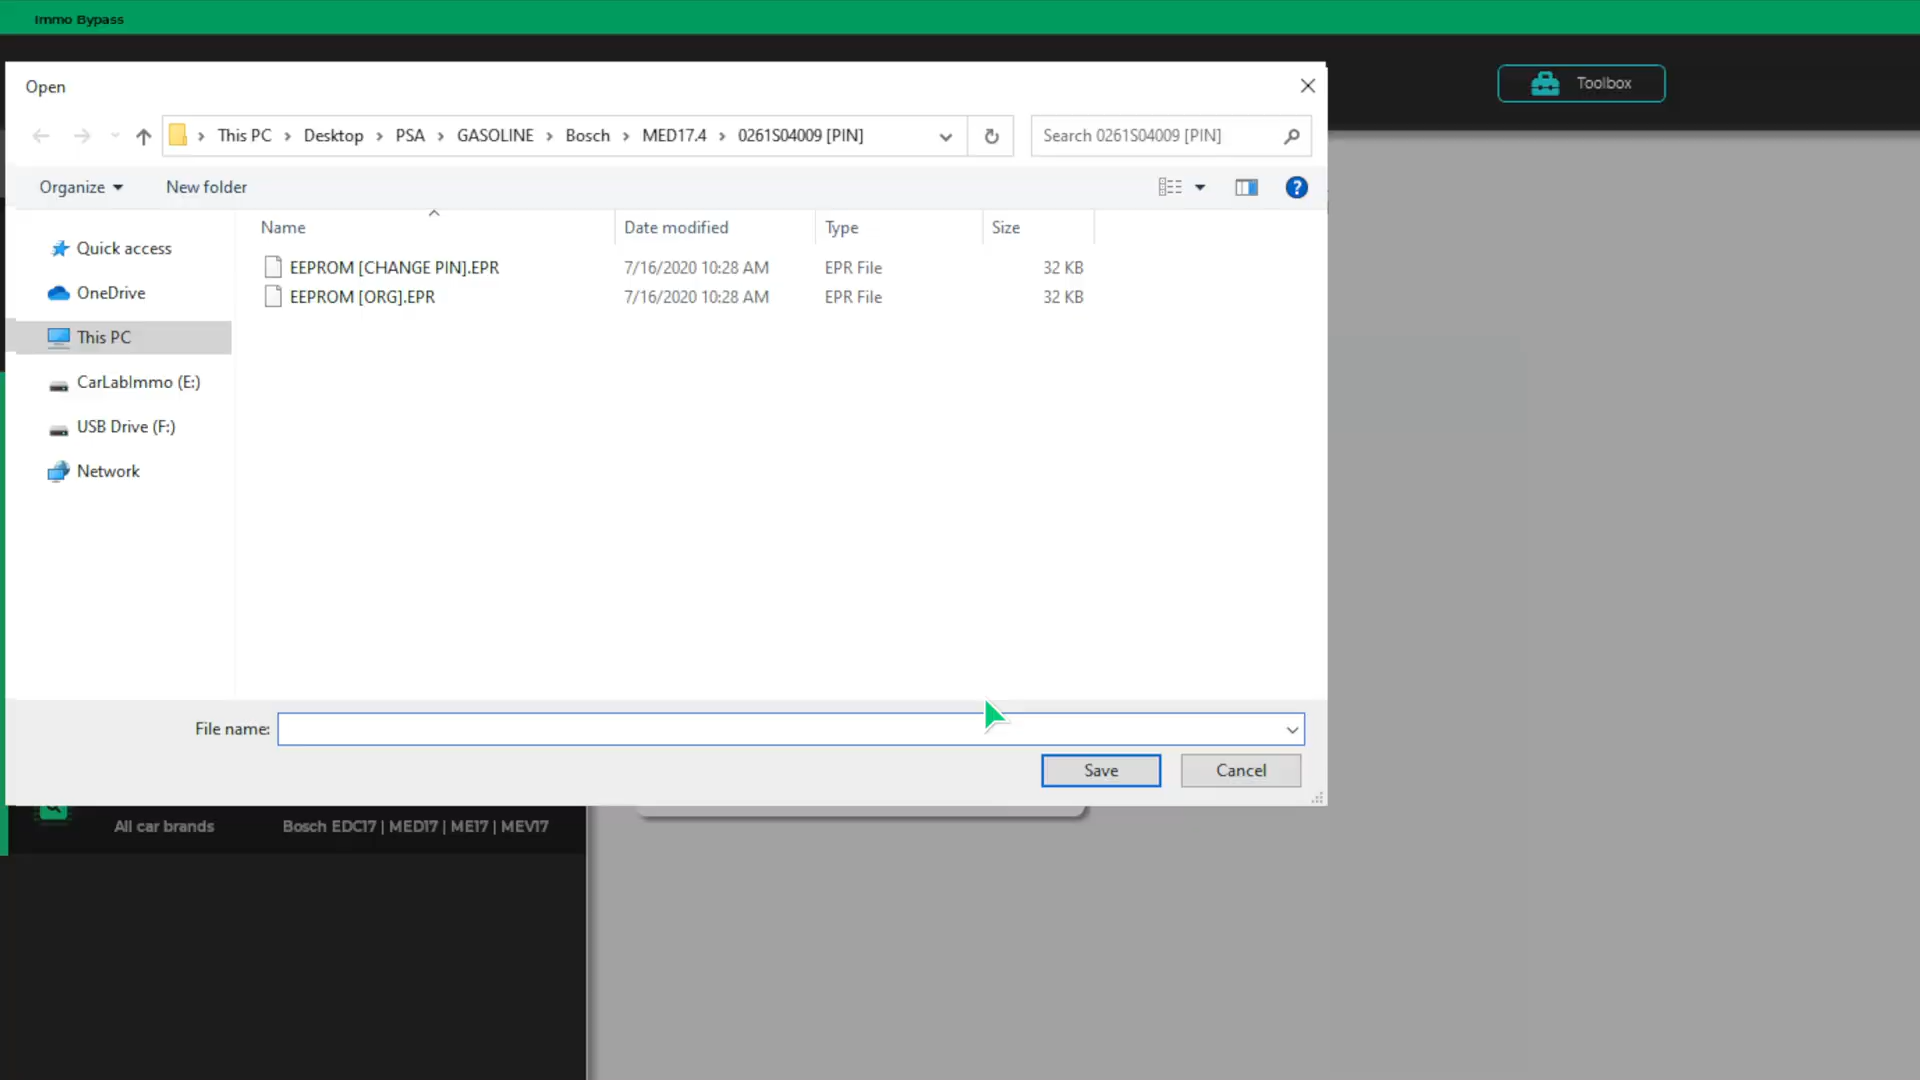 Immo Bypass
Toolbox
Open
This PC > Desktop > PSA > GASOLINE > Bosch > MED17.4 > 0261S04009 [PIN]
Search 0261S04009 [PIN]
Organize
New folder
Name
Date modified
Type
Size
Quick access
OneDrive
This PC
CarLabImmo (E:)
USB Drive (F:)
Network
EEPROM [CHANGE PIN].EPR 7/16/2020 10:28 AM EPR File 32 KB
EEPROM [ORG].EPR 7/16/2020 10:28 AM EPR File 32 KB
File name:
Save
Cancel
All car brands
Bosch EDC17 | MED17 | ME17 | MEV17